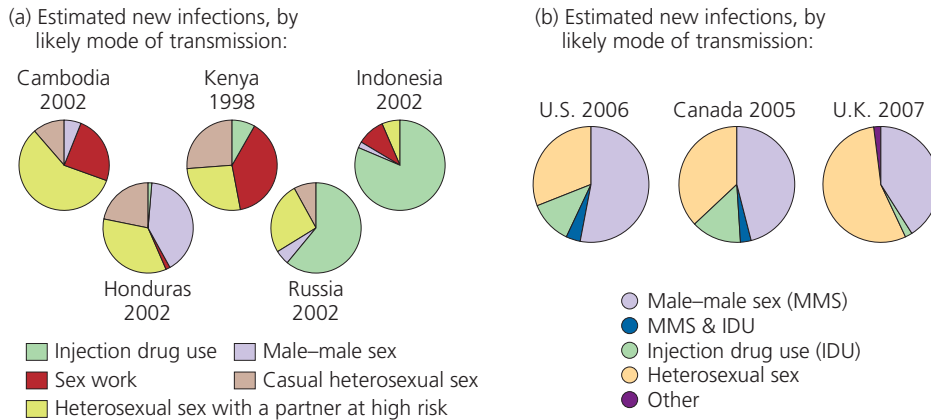 (a) Estimated new infections, by
likely mode of transmission:
Cambodia
2002
Kenya
1998
Indonesia
2002
Honduras
2002
Russia
2002
Injection drug use
Male–male sex
Sex work
Casual heterosexual sex
Heterosexual sex with a partner at high risk
(b) Estimated new infections, by
likely mode of transmission:
U.S. 2006
Canada 2005
U.K. 2007
Male–male sex (MMS)
MMS & IDU
Injection drug use (IDU)
Heterosexual sex
Other